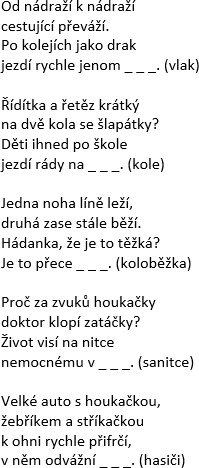 Od nádraží k nádraží
cestující převáží.
Po kolejích jako drak
jezdí rychle jenom _ _ _. (vlak)

Řídítka a řetěz krátký
na dvě kola se šlapátky?
Děti ihned po škole
jezdí rády na _ _ _. (kole)

Jedna noha líně leží,
druhá zase stále běží.
Hádanka, že je to těžká?
Je to přece _ _ _. (koloběžka)

Proč za zvuků houkačky
doktor klopí zatáčky?
Život visí na nitce
nemocnému v _ _ _. (sanitce)

Velké auto s houkačkou,
žebříkem a stříkačkou
k ohni rychle přifrčí,
v něm odvážní _ _ _. (hasiči)